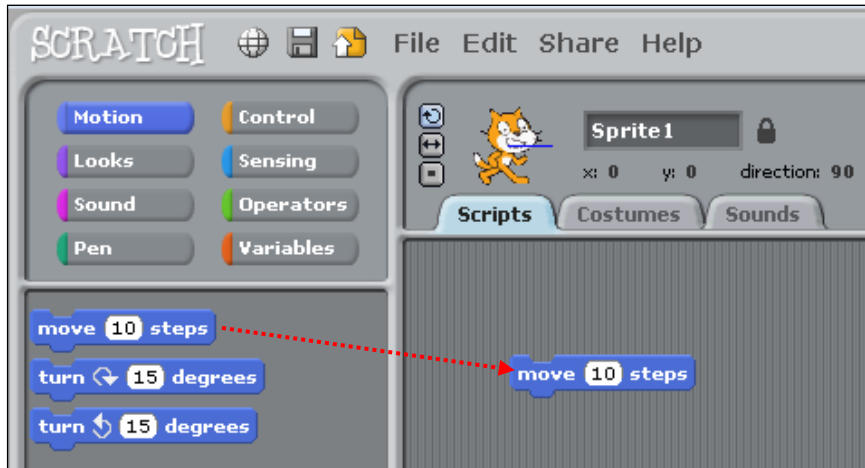 SCRATCH File Edit Share Help
Motion Control
Looks Sensing
Sound Operators
Pen Variables
Sprite1
x: 0 y: 0 direction: 90
Scripts Costumes Sounds
move 10 steps
turn 15 degrees
turn 15 degrees
move 10 steps